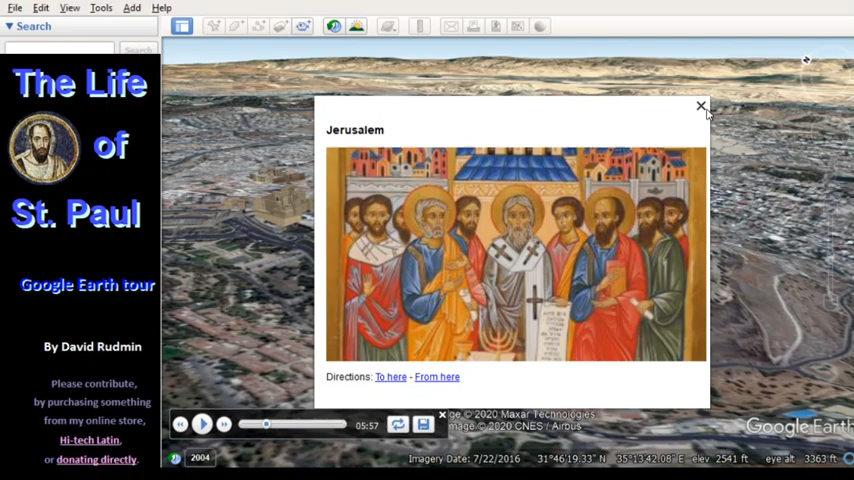 File Edit View Tools Add Help
Search
Search
The Life
of
St. Paul
Google Earth tour
By David Rudmin
Please contribute,
by purchasing something
from my online store,
Hi-tech Latin,
or donating directly.
Jerusalem
Directions: To here - From here
05:57
ge © 2020 Maxar Technologies
mage © 2020 CNES / Airbus
Google Earth
2004
Imagery Date: 7/22/2016 31°46'19.33" N 35°13'42.08" E elev 2541 ft eye alt 3363 ft